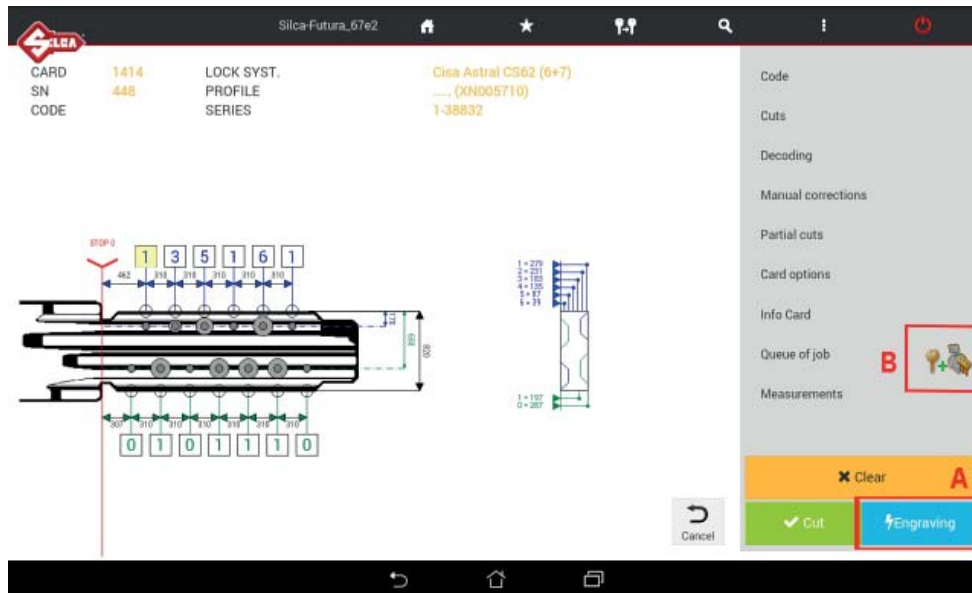 SILCA
Silca-Futura_67e2
CARD 1414 LOCK SYST. Cisa Astral CS62 (6+7)
SN 448 PROFILE ...., (XN005710)
CODE SERIES 1-38832
Code
Cuts
Decoding
Manual corrections
Partial cuts
Card options
Info Card
Queue of job
B
Measurements
STOP 0
1 3 5 1 6 1
462 310 310 310 310 310
1 = 279
2 = 231
3 = 183
4 = 135
5 = 87
6 = 39
820
1 = 197
0 = 287
307 310 310 310 310 310 310
0 1 0 1 1 1 0
Clear
A
Cancel
Cut
Engraving